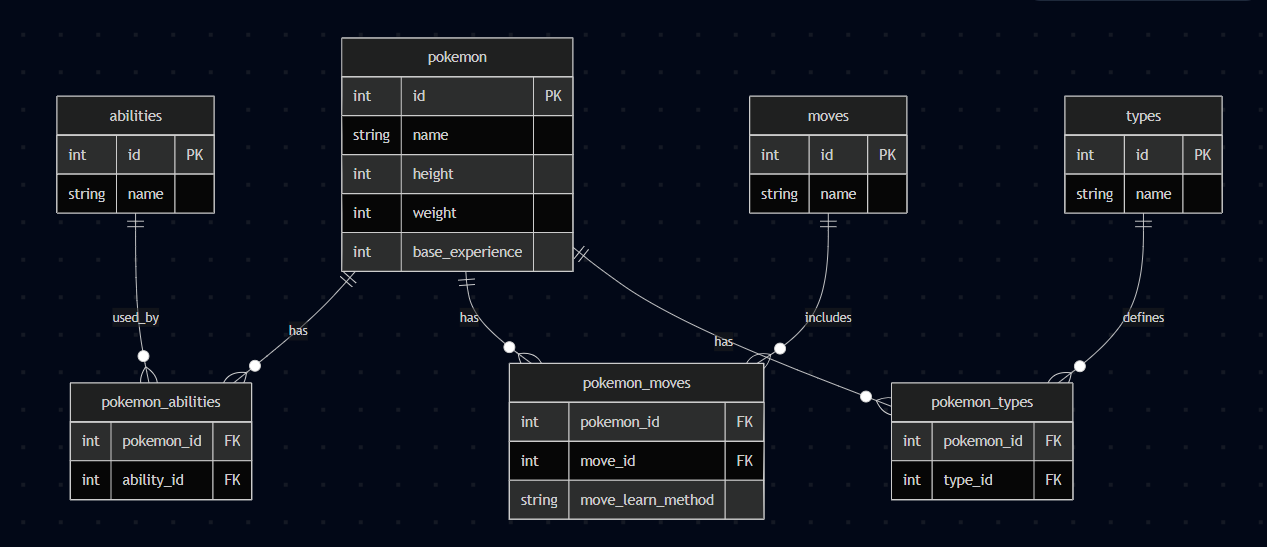 pokemon
int id PK
string name
int height
int weight
int base_experience
abilities
int id PK
string name
moves
int id PK
string name
types
int id PK
string name
used_by
has
has
has
includes
defines
pokemon_abilities
int pokemon_id FK
int ability_id FK
pokemon_moves
int pokemon_id FK
int move_id FK
string move_learn_method
pokemon_types
int pokemon_id FK
int type_id FK